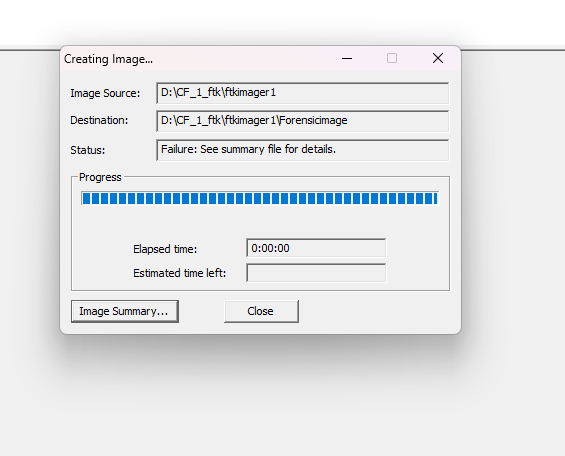 Creating Image...
Image Source: D:\CF_1_ftk\ftkimager1
Destination: D:\CF_1_ftk\ftkimager1\Forensicimage
Status: Failure: See summary file for details.
Progress
Elapsed time: 0:00:00
Estimated time left:
Image Summary... Close